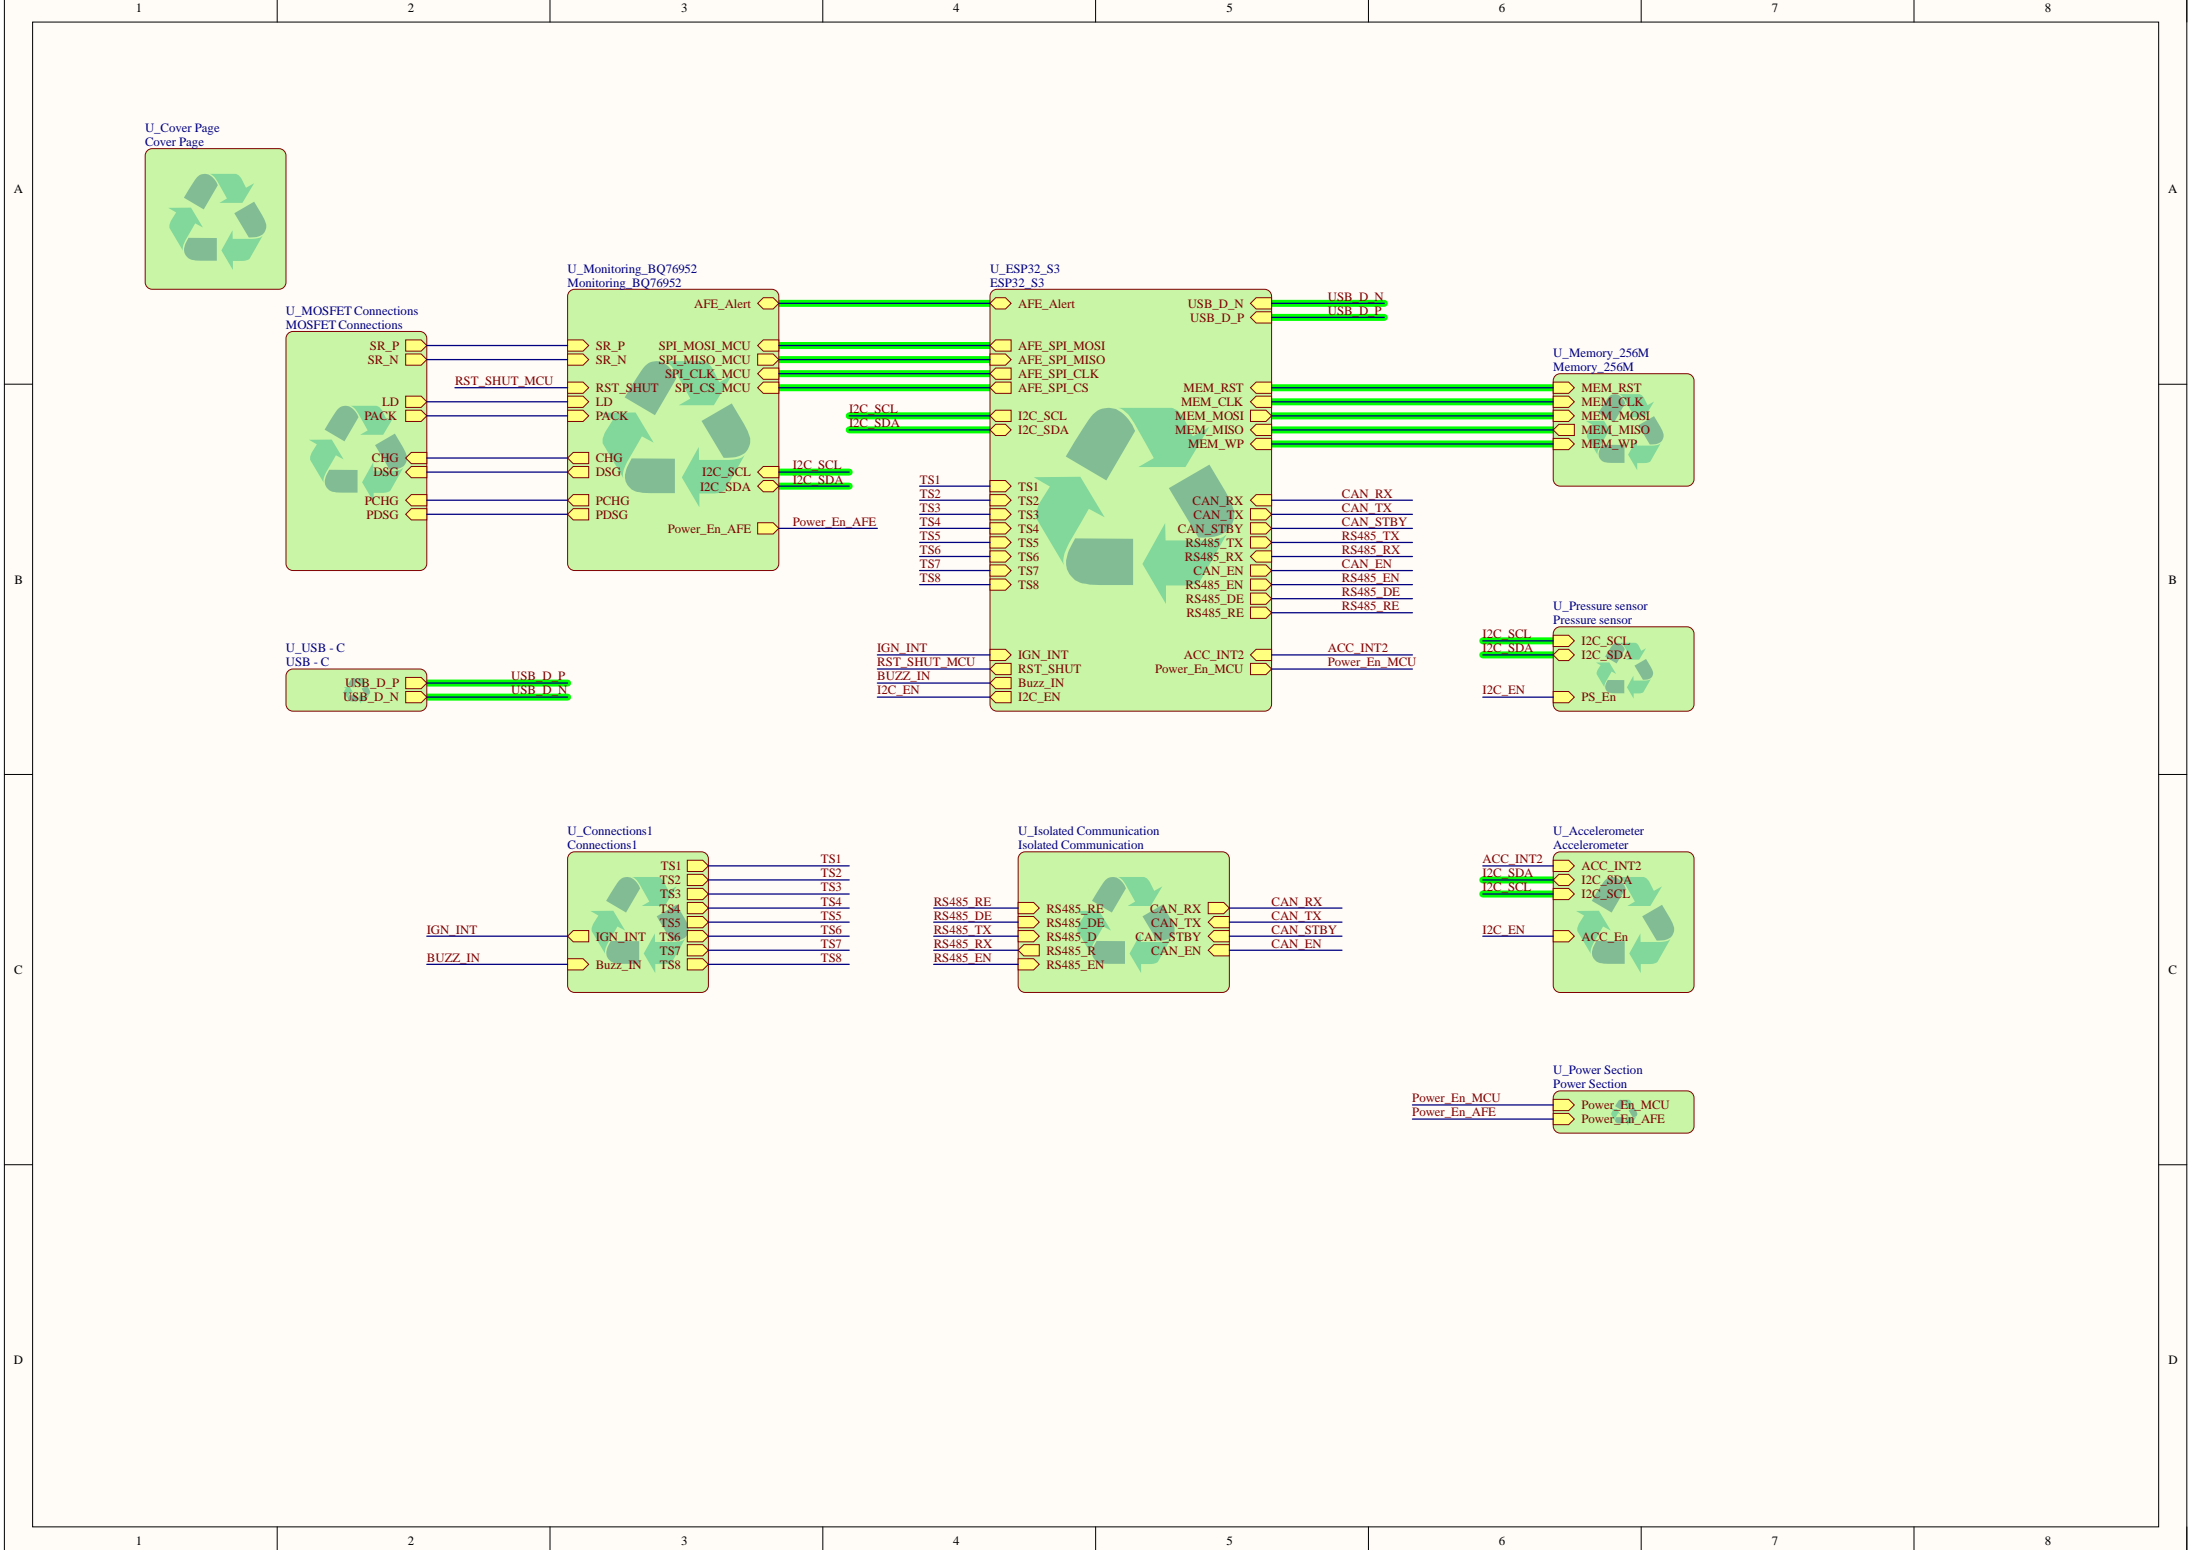 1 2 3 4 5 6 7 8
A A
B B
C C
D D
U_Cover Page
Cover Page
U_MOSFET Connections
MOSFET Connections
SR_P
SR_N
LD
PACK
CHG
DSG
PCHG
PDSG
RST_SHUT_MCU
U_Monitoring_BQ76952
Monitoring_BQ76952
SR_P
SR_N
RST_SHUT
LD
PACK
CHG
DSG
PCHG
PDSG
AFE_Alert
SPI_MOSI_MCU
SPI_MISO_MCU
SPI_CLK_MCU
SPI_CS_MCU
I2C_SCL
I2C_SDA
Power_En_AFE
I2C_SCL
I2C_SDA
Power_En_AFE
I2C_SCL
I2C_SDA
TS1
TS2
TS3
TS4
TS5
TS6
TS7
TS8
IGN_INT
RST_SHUT_MCU
BUZZ_IN
I2C_EN
U_ESP32_S3
ESP32_S3
AFE_Alert
AFE_SPI_MOSI
AFE_SPI_MISO
AFE_SPI_CLK
AFE_SPI_CS
I2C_SCL
I2C_SDA
TS1
TS2
TS3
TS4
TS5
TS6
TS7
TS8
IGN_INT
RST_SHUT
Buzz_IN
I2C_EN
USB_D_N
USB_D_P
MEM_RST
MEM_CLK
MEM_MOSI
MEM_MISO
MEM_WP
CAN_RX
CAN_TX
CAN_STBY
RS485_TX
RS485_RX
CAN_EN
RS485_EN
RS485_DE
RS485_RE
ACC_INT2
Power_En_MCU
USB_D_N
USB_D_P
CAN_RX
CAN_TX
CAN_STBY
RS485_TX
RS485_RX
CAN_EN
RS485_EN
RS485_DE
RS485_RE
ACC_INT2
Power_En_MCU
U_Memory_256M
Memory_256M
MEM_RST
MEM_CLK
MEM_MOSI
MEM_MISO
MEM_WP
U_USB - C
USB - C
USB_D_P
USB_D_N
USB_D_P
USB_D_N
U_Pressure sensor
Pressure sensor
I2C_SCL
I2C_SDA
I2C_EN
I2C_SCL
I2C_SDA
PS_En
U_Connections1
Connections1
IGN_INT
BUZZ_IN
IGN_INT
Buzz_IN
TS1
TS2
TS3
TS4
TS5
TS6
TS7
TS8
TS1
TS2
TS3
TS4
TS5
TS6
TS7
TS8
U_Isolated Communication
Isolated Communication
RS485_RE
RS485_DE
RS485_TX
RS485_RX
RS485_EN
RS485_RE
RS485_DE
RS485_D
RS485_R
RS485_EN
CAN_RX
CAN_TX
CAN_STBY
CAN_EN
CAN_RX
CAN_TX
CAN_STBY
CAN_EN
U_Accelerometer
Accelerometer
ACC_INT2
I2C_SDA
I2C_SCL
I2C_EN
ACC_INT2
I2C_SDA
I2C_SCL
ACC_En
U_Power Section
Power Section
Power_En_MCU
Power_En_AFE
Power_En_MCU
Power_En_AFE
1 2 3 4 5 6 7 8